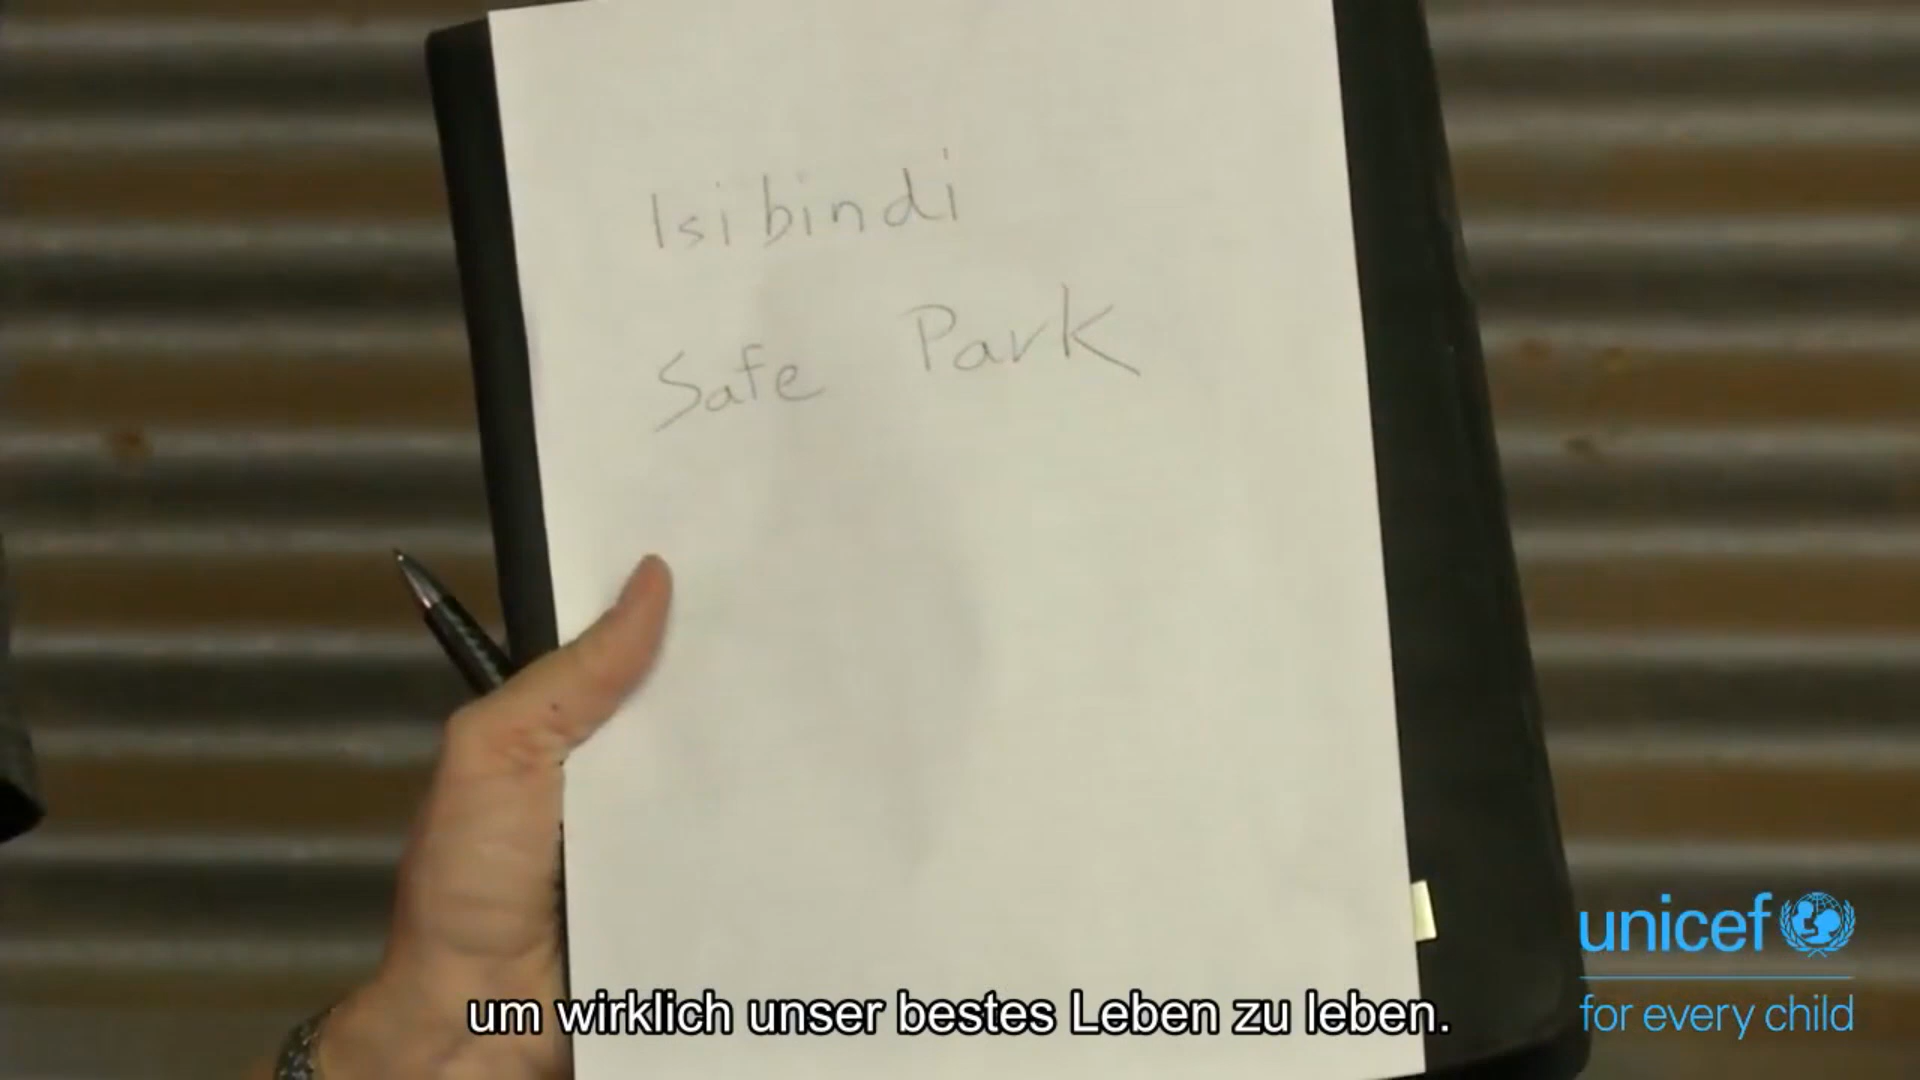 Isibindi
Safe Park
um wirklich unser bestes Leben zu leben.
unicef
for every child